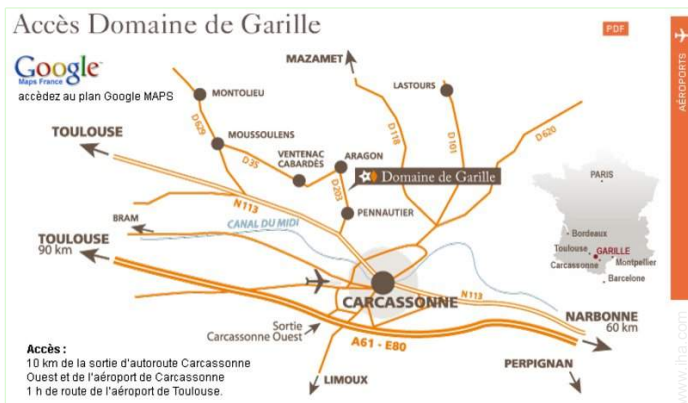 Accès Domaine de Garille
PDF
AÉROPORTS
Google
Maps France
accèdez au plan Google MAPS
MAZAMET
LASTOURS
MONTOLIEU
TOULOUSE
D629
MOUSSOULENS
D118
D101
D620
D35
VENTENAC
CABARDÈS
ARAGON
D203
Domaine de Garille
PARIS
N113
PENNAUTIER
BRAM
CANAL DU MIDI
Bordeaux
TOULOUSE
90 km
Toulouse
GARILLE
Carcassonne
Montpellier
Barcelone
CARCASSONNE
N113
NARBONNE
60 km
Sortie
Carcassonne Ouest
A61 - E80
Accès :
10 km de la sortie d'autoroute Carcassonne
Ouest et de l'aéroport de Carcassonne
1 h de route de l'aéroport de Toulouse.
LIMOUX
PERPIGNAN
www.iha.com